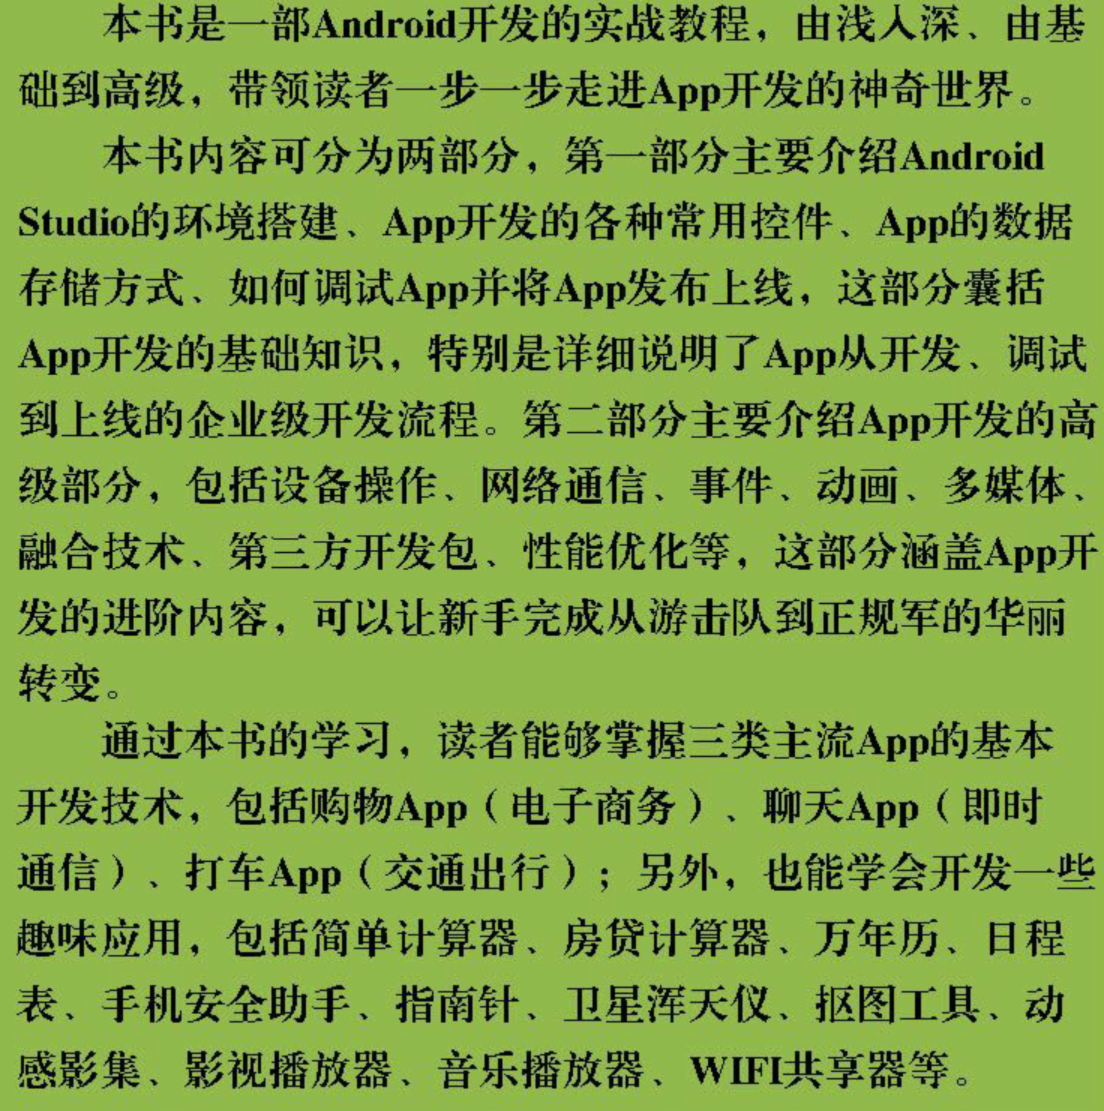 本书是一部Android开发的实战教程，由浅入深、由基
础到高级，带领读者一步一步走进App开发的神奇世界。
本书内容可分为两部分，第一部分主要介绍Android
Studio的环境搭建、App开发的各种常用控件、App的数据
存储方式、如何调试App并将App发布上线，这部分囊括
App开发的基础知识，特别是详细说明了App从开发、调试
到上线的企业级开发流程。第二部分主要介绍App开发的高
级部分，包括设备操作、网络通信、事件、动画、多媒体、
融合技术、第三方开发包、性能优化等，这部分涵盖App开
发的进阶内容，可以让新手完成从游击队到正规军的华丽
转变。
通过本书的学习，读者能够掌握三类主流App的基本
开发技术，包括购物App（电子商务）、聊天App（即时
通信）、打车App（交通出行）；另外，也能学会开发一些
趣味应用，包括简单计算器、房贷计算器、万年历、日程
表、手机安全助手、指南针、卫星浑天仪、抠图工具、动
感影集、影视播放器、音乐播放器、WIFI共享器等。